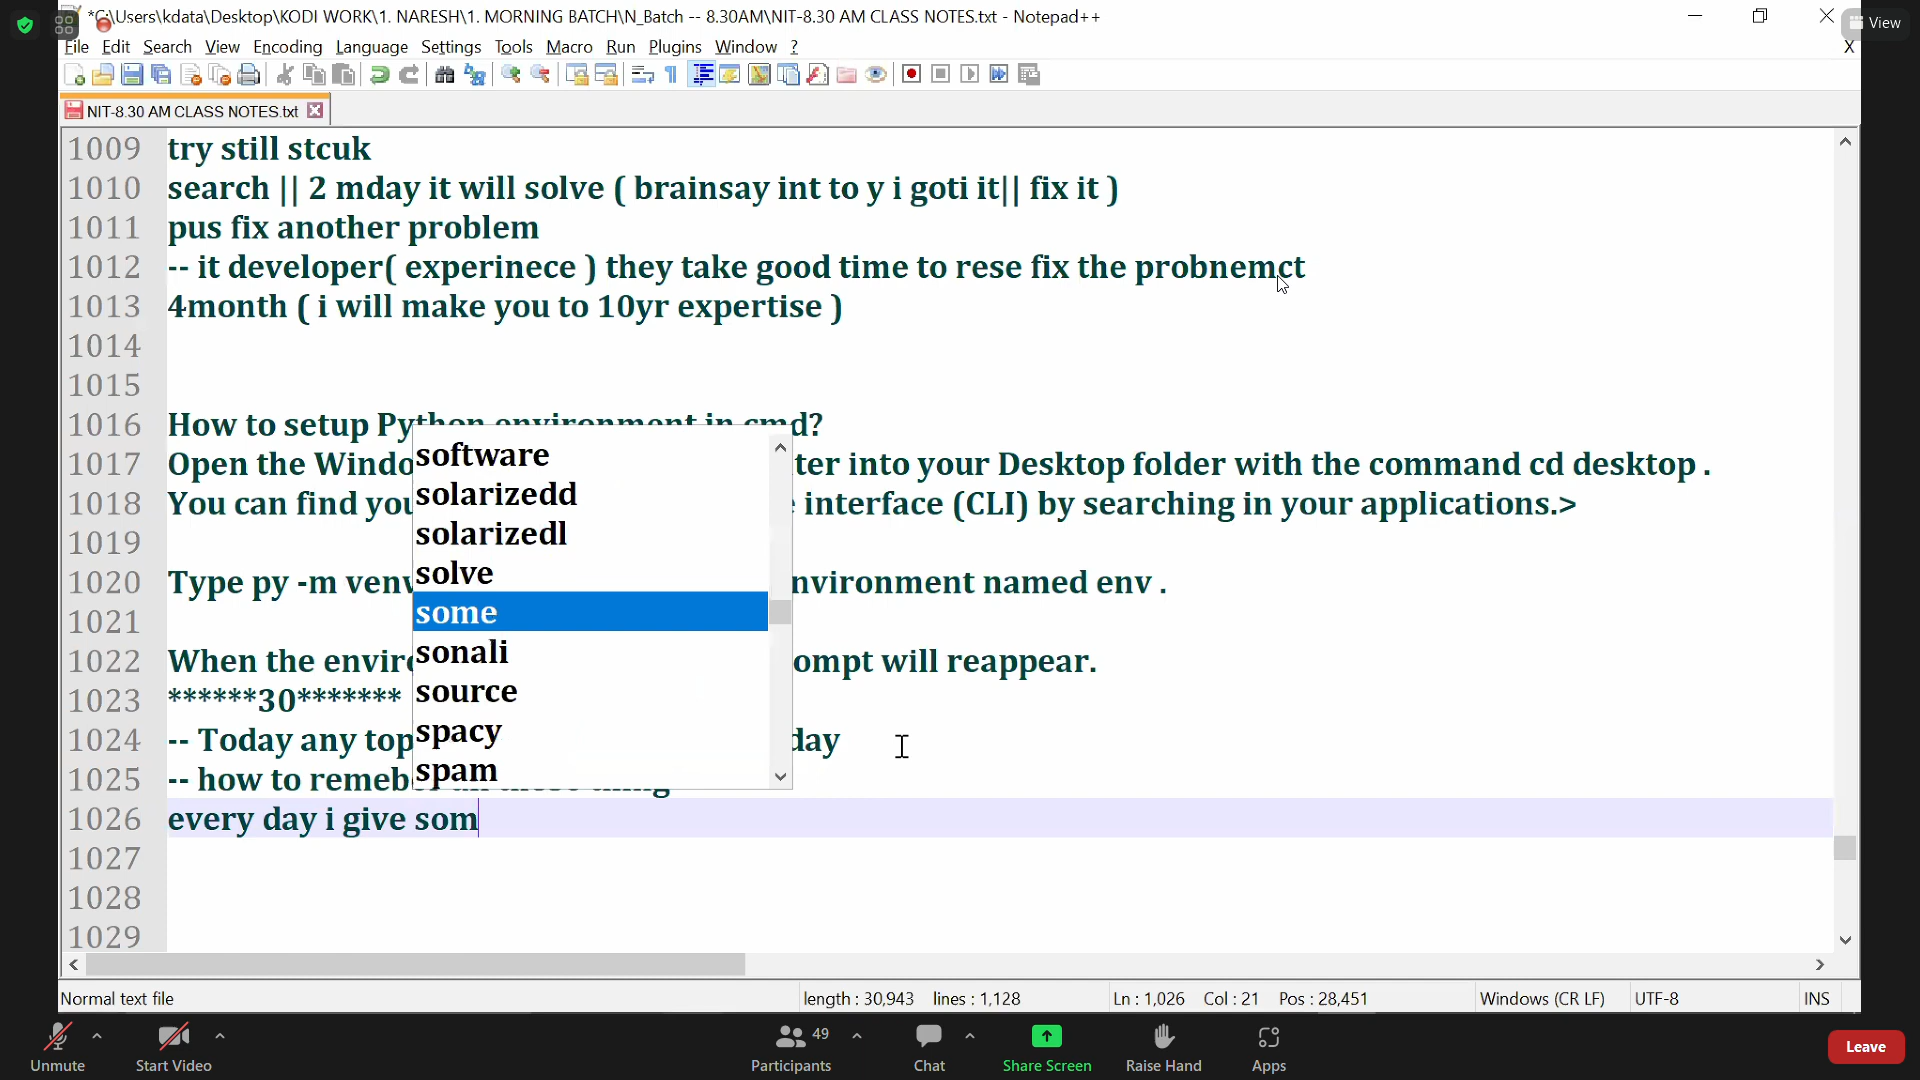 *C:\Users\kdata\Desktop\KODI WORK\1. NARESH\1. MORNING BATCH\N_Batch -- 8.30AM\NIT-8.30 AM CLASS NOTES.txt - Notepad++
View
File Edit Search View Encoding Language Settings Tools Macro Run Plugins Window ?
X
NIT-8.30 AM CLASS NOTES.txt
1009 try still stcuk
1010 search || 2 mday it will solve ( brainsay int to y i goti it|| fix it )
1011 pus fix another problem
1012 -- it developer( experinece ) they take good time to rese fix the probnemct
1013 4month ( i will make you to 10yr expertise )
1014
1015
1016 How to setup Python environment in cmd?
1017 Open the Windo ter into your Desktop folder with the command cd desktop .
1018 You can find you interface (CLI) by searching in your applications.>
1019
1020 Type py -m venv nvironment named env .
1021
1022 When the enviro ompt will reappear.
1023 ******30*******
1024 -- Today any top day
1025 -- how to remeb thing
1026 every day i give som
1027
1028
1029
software
solarizedd
solarizedl
solve
some
sonali
source
spacy
spam
Normal text file length : 30,943 lines : 1,128 Ln : 1,026 Col : 21 Pos : 28,451 Windows (CR LF) UTF-8 INS
49
Unmute Start Video Participants Chat Share Screen Raise Hand Apps Leave